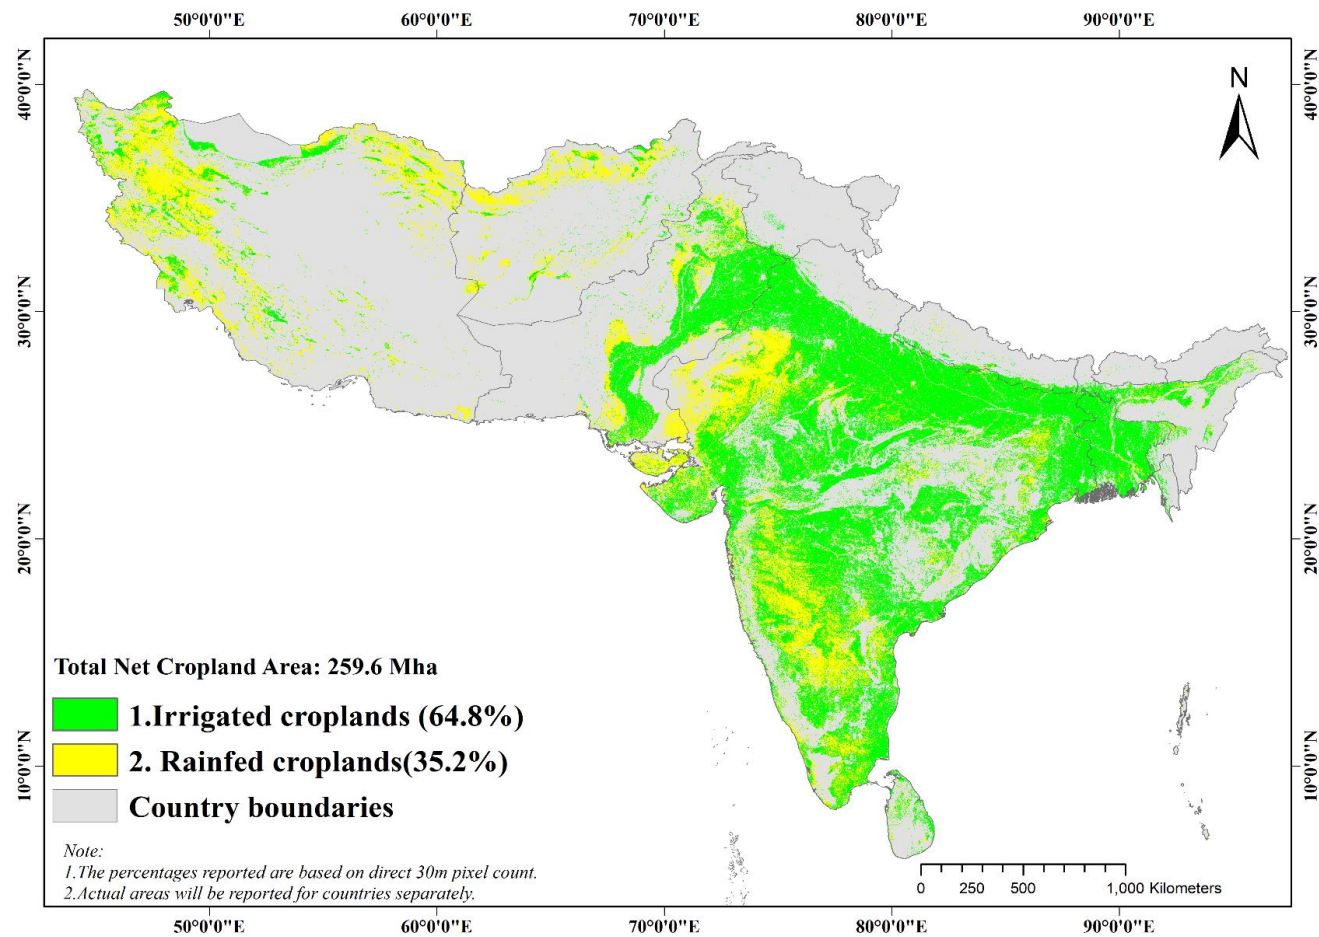 50°0'0"E 60°0'0"E 70°0'0"E 80°0'0"E 90°0'0"E
40°0'0"N 40°0'0"N
N
30°0'0"N 30°0'0"N
20°0'0"N 20°0'0"N
10°0'0"N 10°0'0"N
Total Net Cropland Area: 259.6 Mha
1.Irrigated croplands (64.8%)
2. Rainfed croplands(35.2%)
Country boundaries
Note:
1.The percentages reported are based on direct 30m pixel count.
2.Actual areas will be reported for countries separately.
0 250 500 1,000 Kilometers
50°0'0"E 60°0'0"E 70°0'0"E 80°0'0"E 90°0'0"E